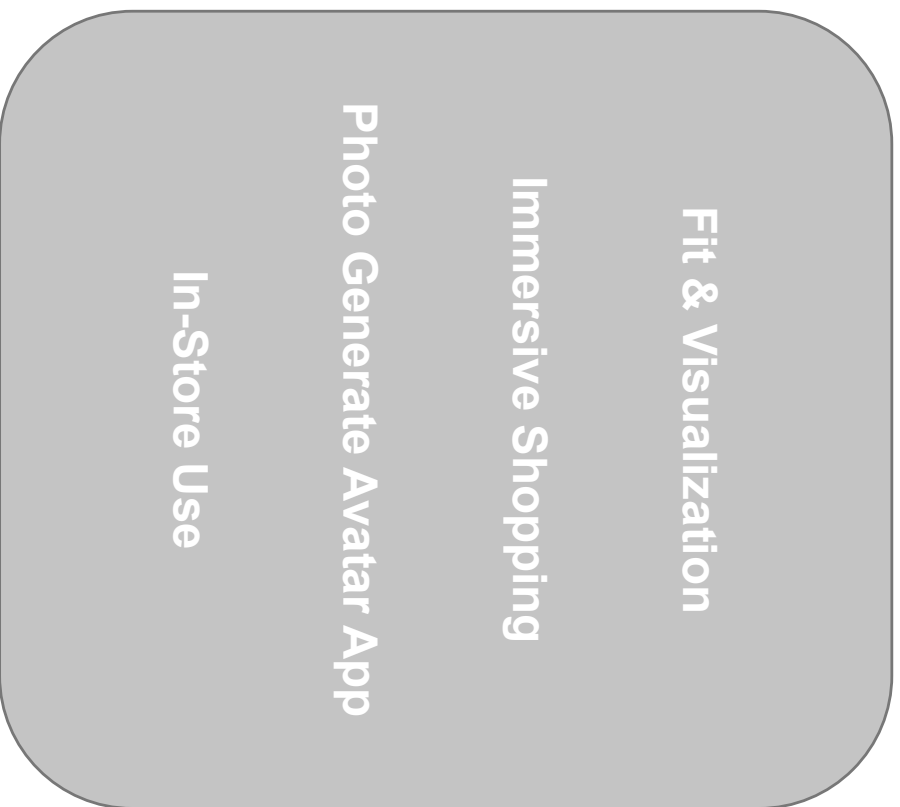 Fit & Visualization
Immersive Shopping
Photo Generate Avatar App
In-Store Use